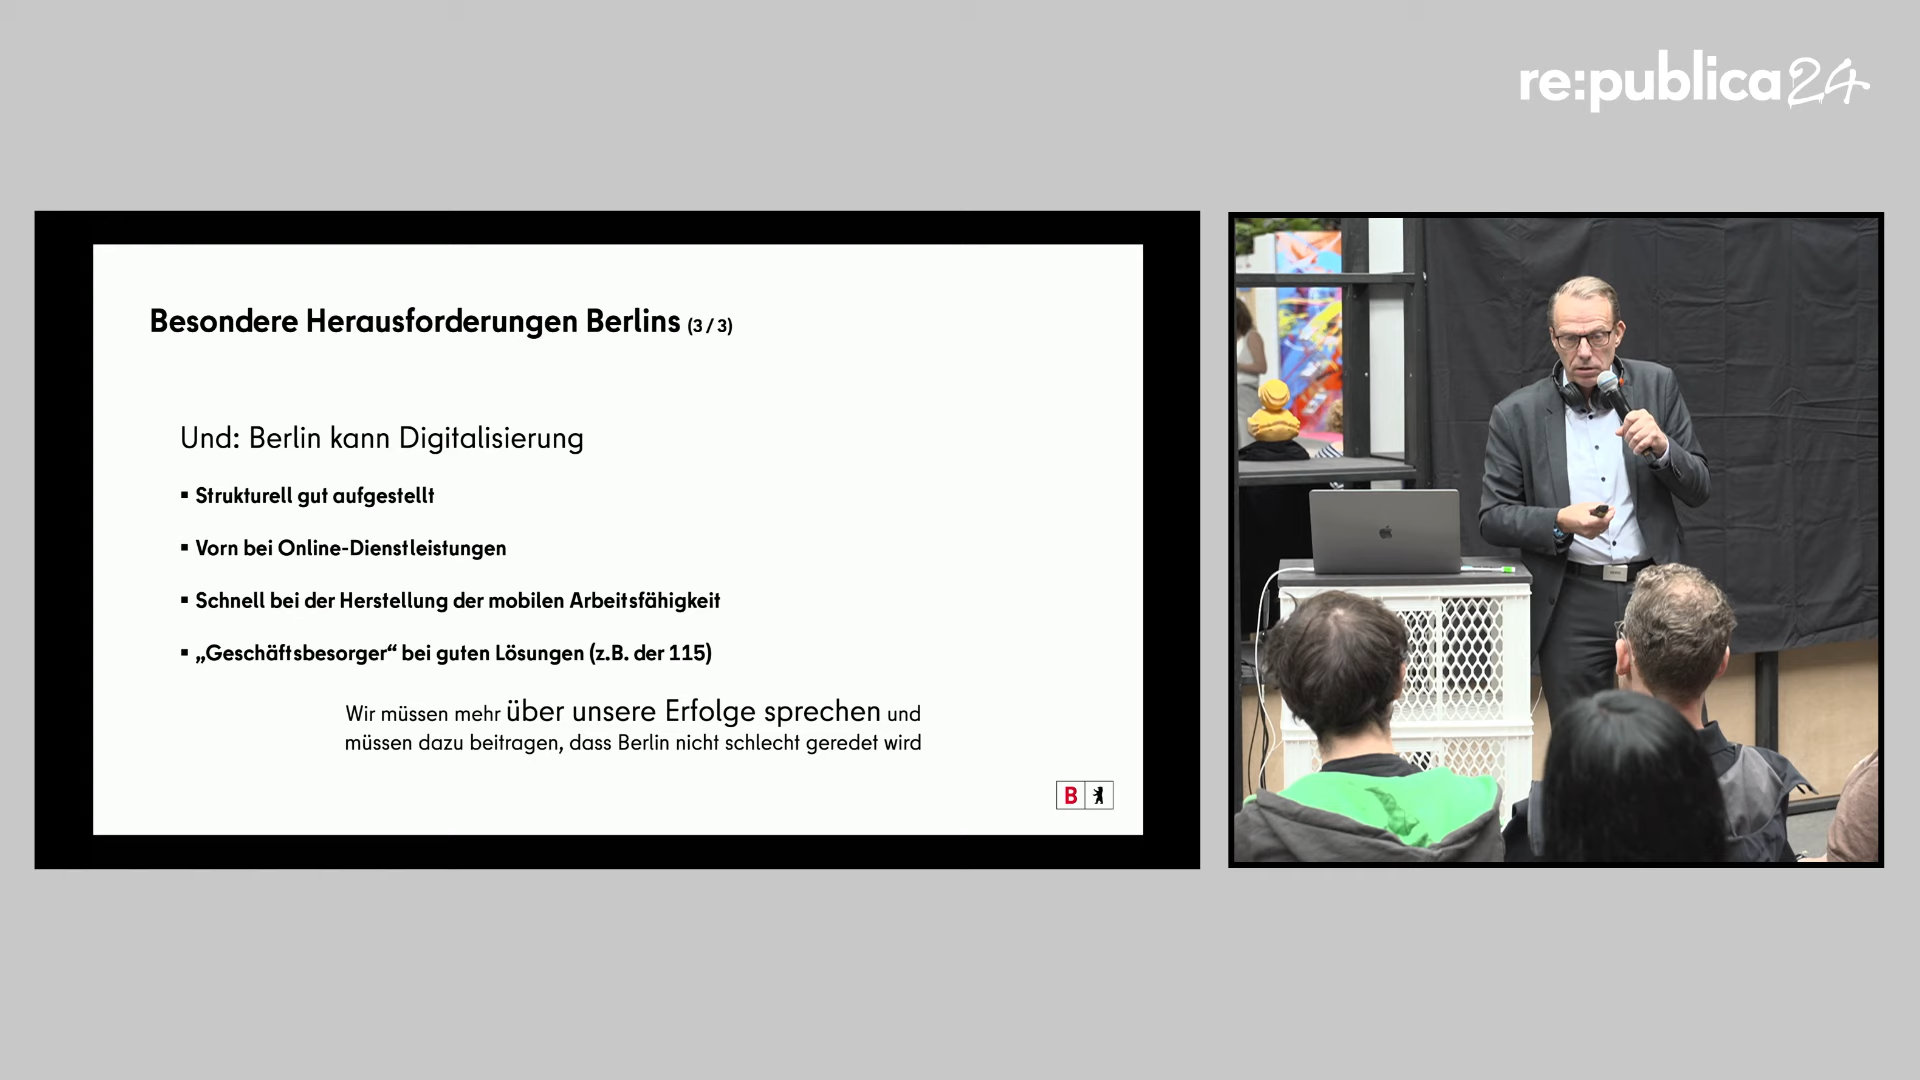 re:publica24
Besondere Herausforderungen Berlins (3 / 3)
Und: Berlin kann Digitalisierung
▪ Strukturell gut aufgestellt
▪ Vorn bei Online-Dienstleistungen
▪ Schnell bei der Herstellung der mobilen Arbeitsfähigkeit
▪ „Geschäftsbesorger“ bei guten Lösungen (z.B. der 115)
Wir müssen mehr über unsere Erfolge sprechen und
müssen dazu beitragen, dass Berlin nicht schlecht geredet wird
B